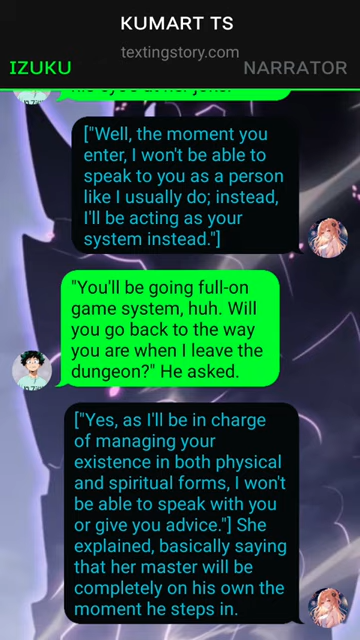 KUMART TS
textingstory.com
IZUKU
NARRATOR
["Well, the moment you
enter, I won't be able to
speak to you as a person
like I usually do; instead,
I'll be acting as your
system instead."]
"You'll be going full-on
game system, huh. Will
you go back to the way
you are when I leave the
dungeon?" He asked.
["Yes, as I'll be in charge
of managing your
existence in both physical
and spiritual forms, I won't
be able to speak with you
or give you advice."] She
explained, basically saying
that her master will be
completely on his own the
moment he steps in.